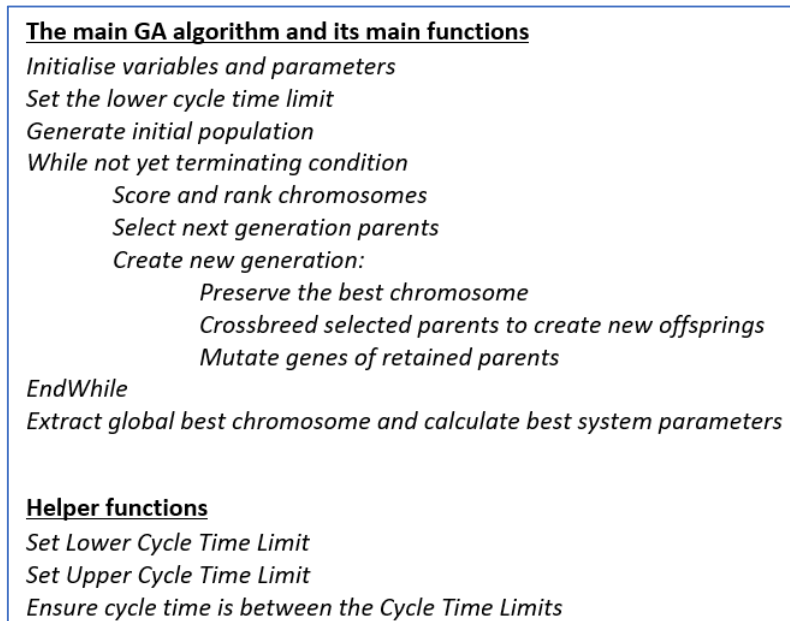 The main GA algorithm and its main functions
Initialise variables and parameters
Set the lower cycle time limit
Generate initial population
While not yet terminating condition
Score and rank chromosomes
Select next generation parents
Create new generation:
Preserve the best chromosome
Crossbreed selected parents to create new offsprings
Mutate genes of retained parents
EndWhile
Extract global best chromosome and calculate best system parameters
Helper functions
Set Lower Cycle Time Limit
Set Upper Cycle Time Limit
Ensure cycle time is between the Cycle Time Limits